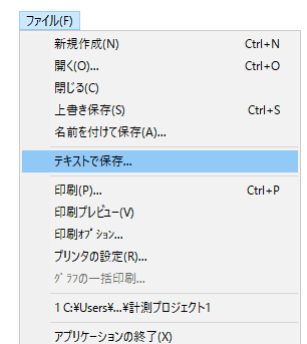 ファイル(F)
新規作成(N) Ctrl+N
開く(O)... Ctrl+O
閉じる(C)
上書き保存(S) Ctrl+S
名前を付けて保存(A)...
テキストで保存...
印刷(P)... Ctrl+P
印刷プレビュー(V)
印刷ｵﾌﾟｼｮﾝ...
プリンタの設定(R)...
ｸﾞﾗﾌの一括印刷...
1 C:¥Users¥...¥計測プロジェクト1
アプリケーションの終了(X)